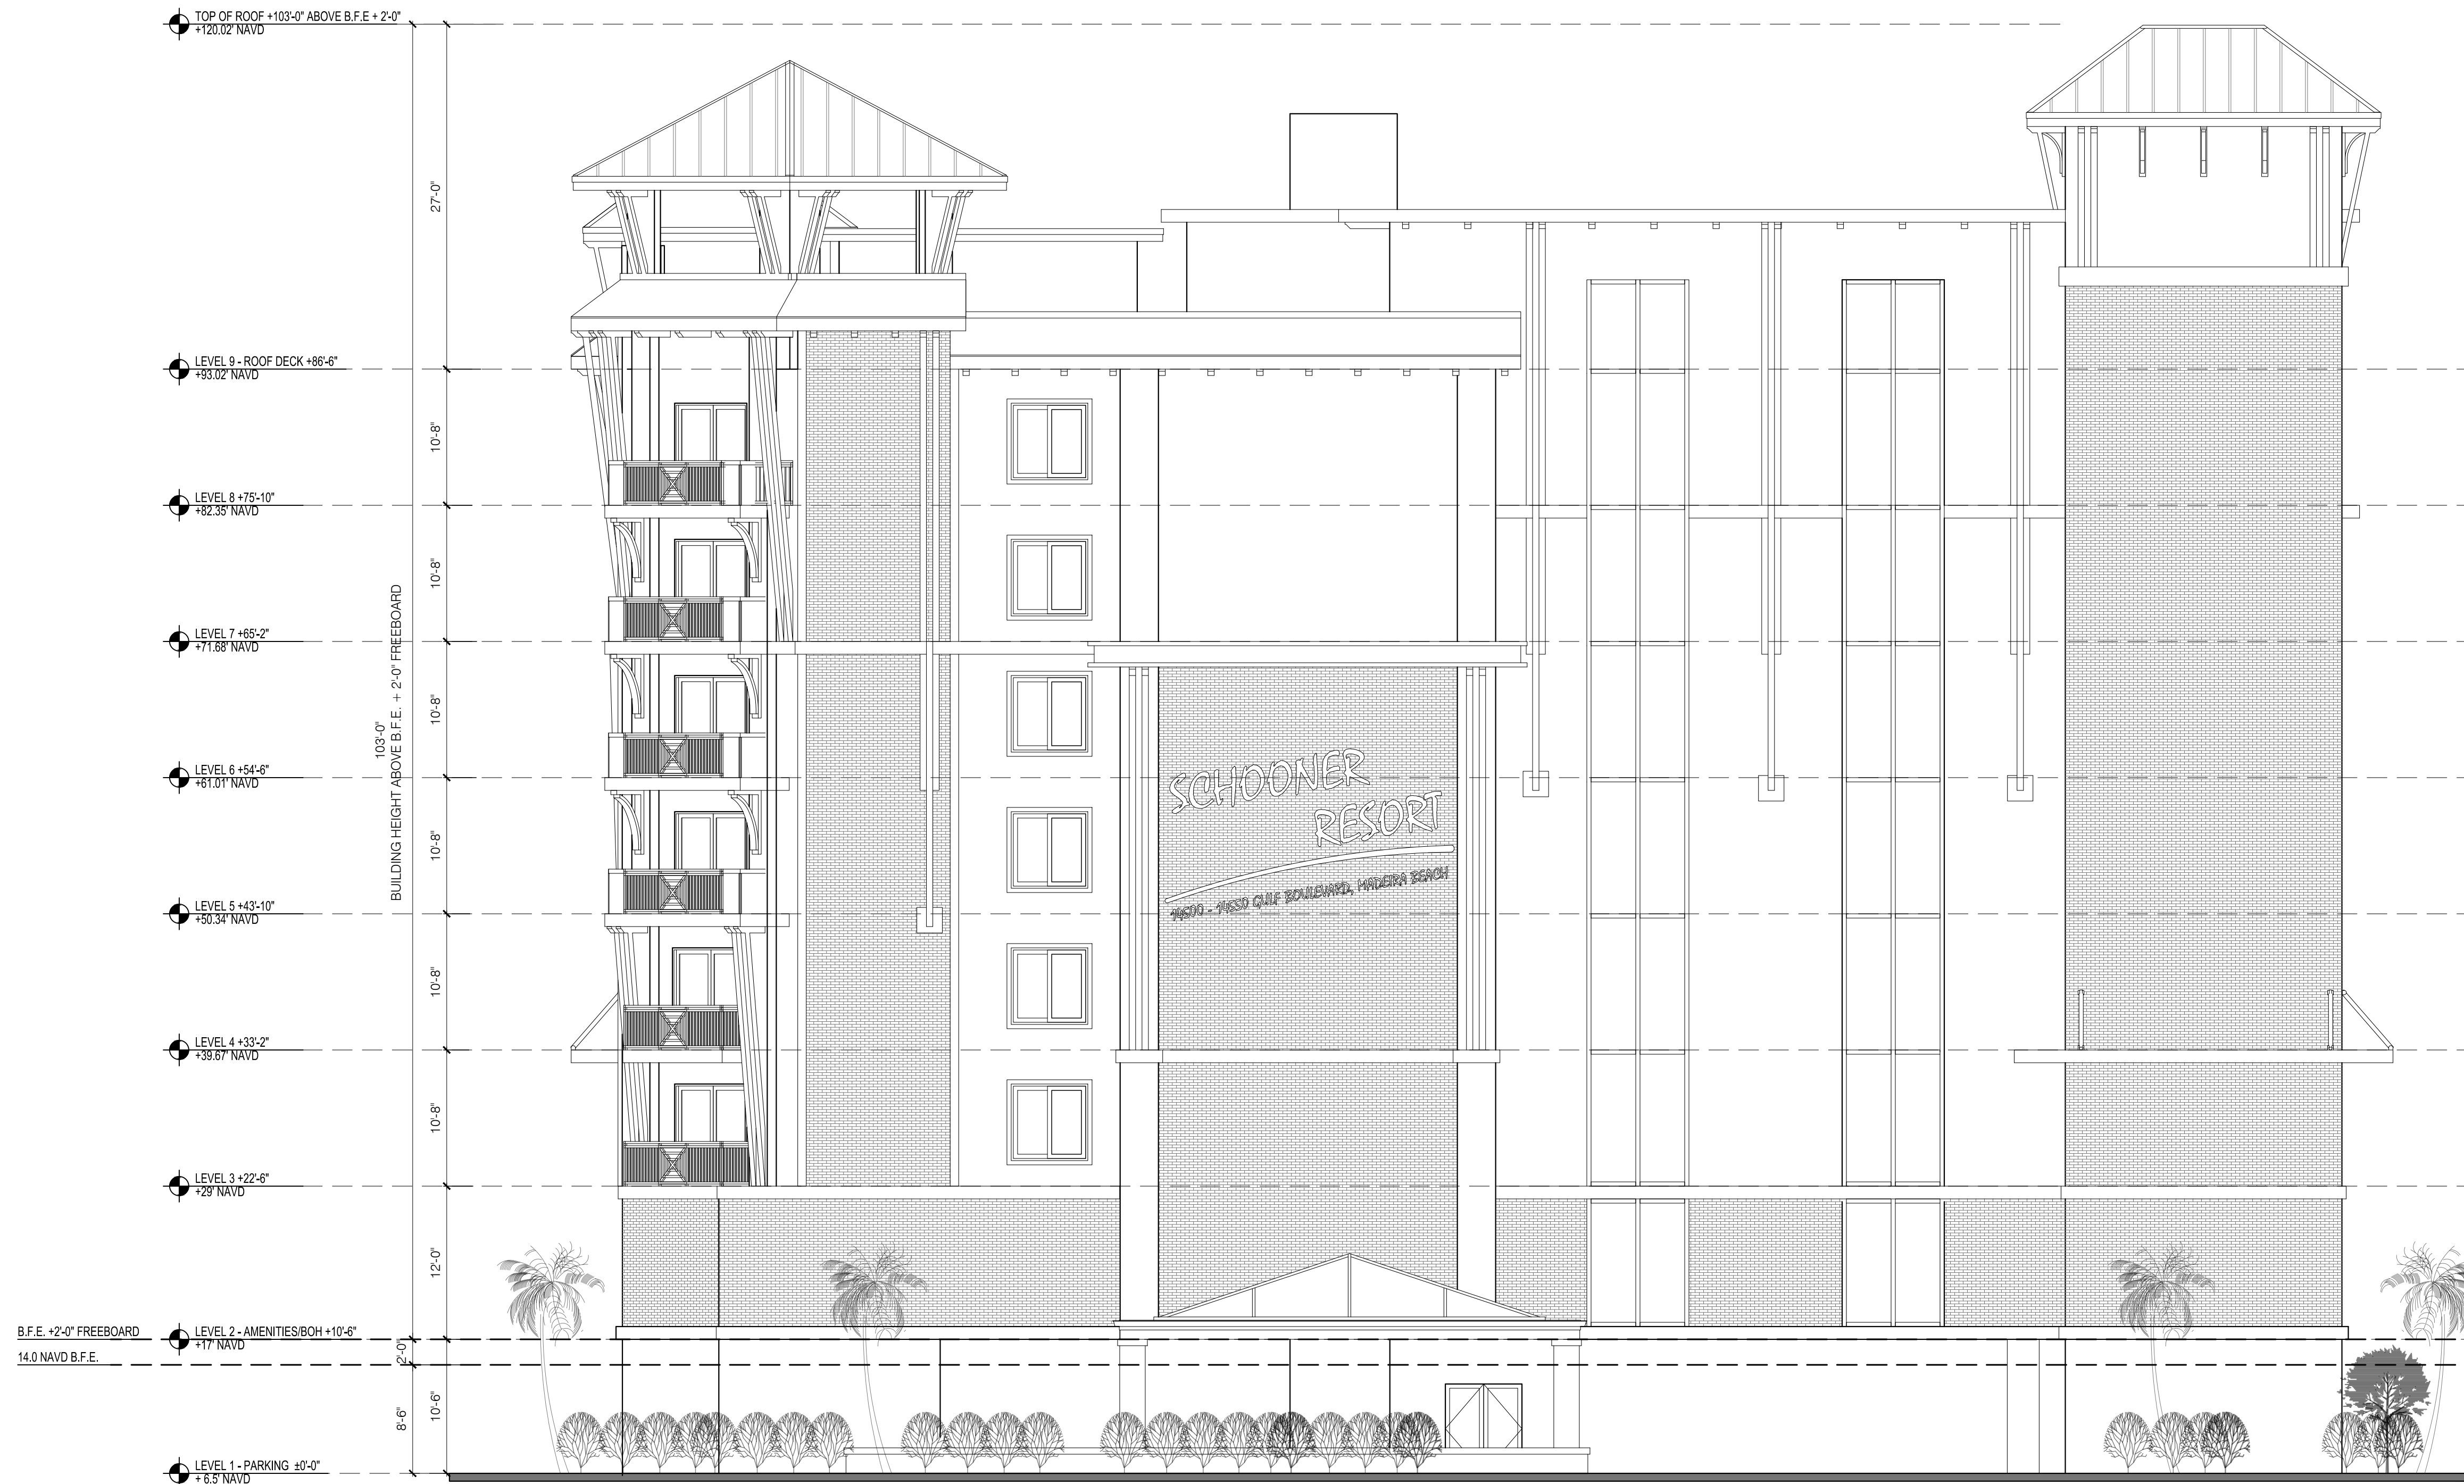 TOP OF ROOF +103'-0" ABOVE B.F.E + 2'-0"
+120.02' NAVD
27'-0"
LEVEL 9 - ROOF DECK +86'-6"
+93.02' NAVD
10'-8"
LEVEL 8 +75'-10"
+82.35' NAVD
10'-8"
LEVEL 7 +65'-2"
+71.68' NAVD
10'-8"
103'-0"
BUILDING HEIGHT ABOVE B.F.E. + 2'-0" FREEBOARD
LEVEL 6 +54'-6"
+61.01' NAVD
10'-8"
LEVEL 5 +43'-10"
+50.34' NAVD
10'-8"
LEVEL 4 +33'-2"
+39.67' NAVD
10'-8"
LEVEL 3 +22'-6"
+29' NAVD
12'-0"
B.F.E. +2'-0" FREEBOARD
LEVEL 2 - AMENITIES/BOH +10'-6"
+17' NAVD
2'-0"
14.0 NAVD B.F.E.
8'-6"
10'-6"
LEVEL 1 - PARKING ±0'-0"
+ 6.5' NAVD
SCHOONER
RESORT
14500 - 14550 GULF BOULEVARD, MADEIRA BEACH